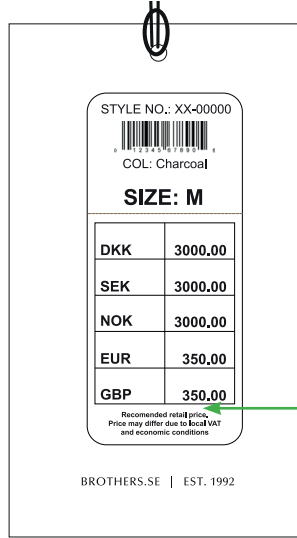 STYLE NO.: XX-00000
0 12345 67890 6
COL: Charcoal
SIZE: M
DKK 3000.00
SEK 3000.00
NOK 3000.00
EUR 350.00
GBP 350.00
Recomended retail price.
Price may differ due to local VAT
and economic conditions
BROTHERS.SE | EST. 1992